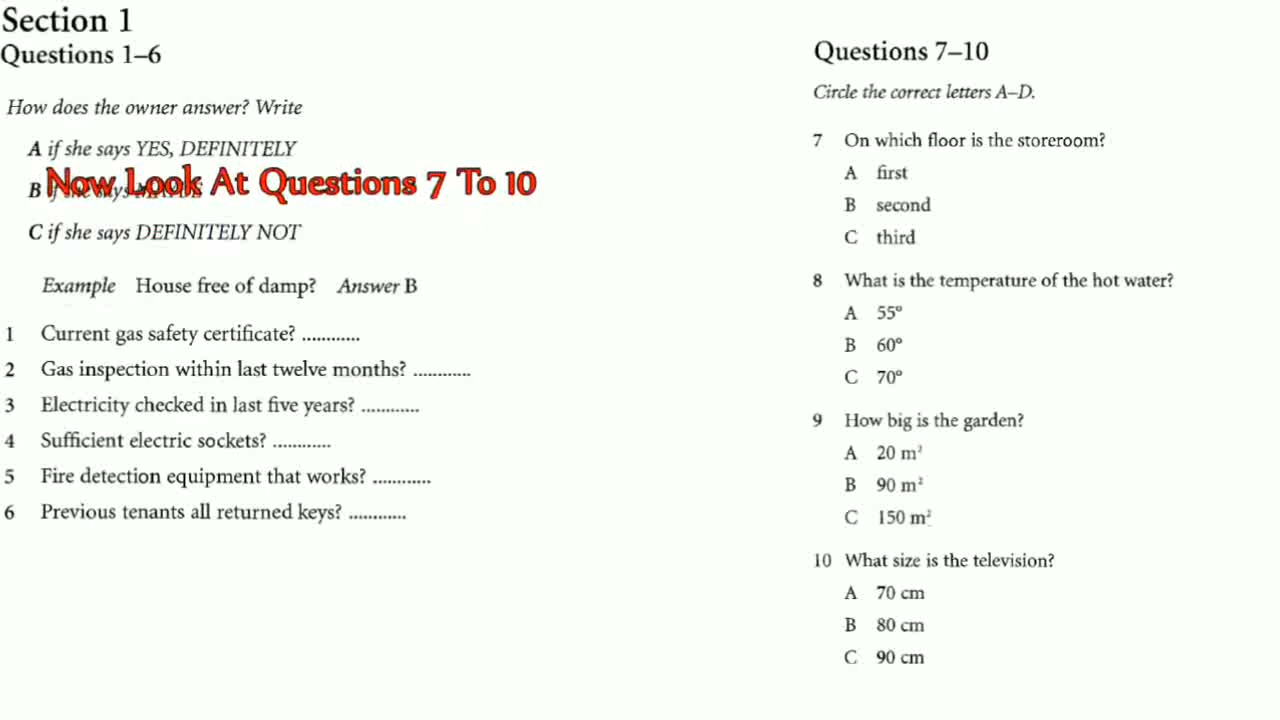 Section 1
Questions 1–6
How does the owner answer? Write
A if she says YES, DEFINITELY
Now Look At Questions 7 To 10
B
C if she says DEFINITELY NOT
Example House free of damp? Answer B
1 Current gas safety certificate? ............
2 Gas inspection within last twelve months? ............
3 Electricity checked in last five years? ............
4 Sufficient electric sockets? ............
5 Fire detection equipment that works? ............
6 Previous tenants all returned keys? ............
Questions 7–10
Circle the correct letters A–D.
7 On which floor is the storeroom?
A first
B second
C third
8 What is the temperature of the hot water?
A 55º
B 60º
C 70º
9 How big is the garden?
A 20 m²
B 90 m²
C 150 m²
10 What size is the television?
A 70 cm
B 80 cm
C 90 cm